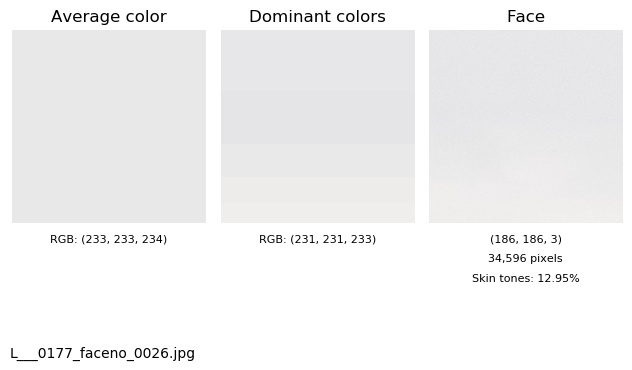 Average color
Dominant colors
Face
RGB: (233, 233, 234)
RGB: (231, 231, 233)
(186, 186, 3)
34,596 pixels
Skin tones: 12.95%
L___0177_faceno_0026.jpg